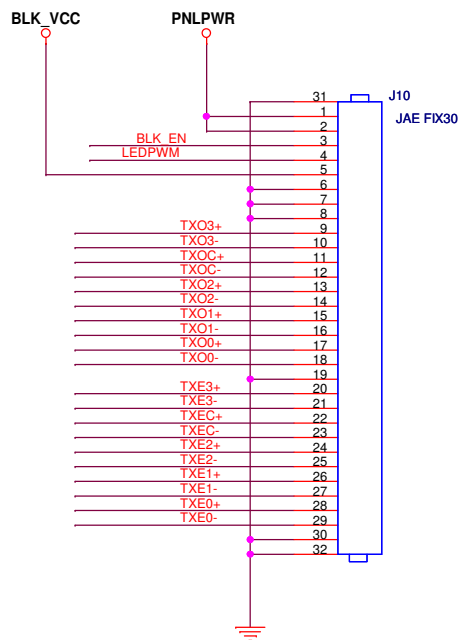 BLK_VCC PNLPWR
31 J10
1 JAE FIX30
2
BLK_EN 3
LEDPWM 4
5
6
7
8
TXO3+ 9
TXO3- 10
TXOC+ 11
TXOC- 12
TXO2+ 13
TXO2- 14
TXO1+ 15
TXO1- 16
TXO0+ 17
TXO0- 18
19
TXE3+ 20
TXE3- 21
TXEC+ 22
TXEC- 23
TXE2+ 24
TXE2- 25
TXE1+ 26
TXE1- 27
TXE0+ 28
TXE0- 29
30
32